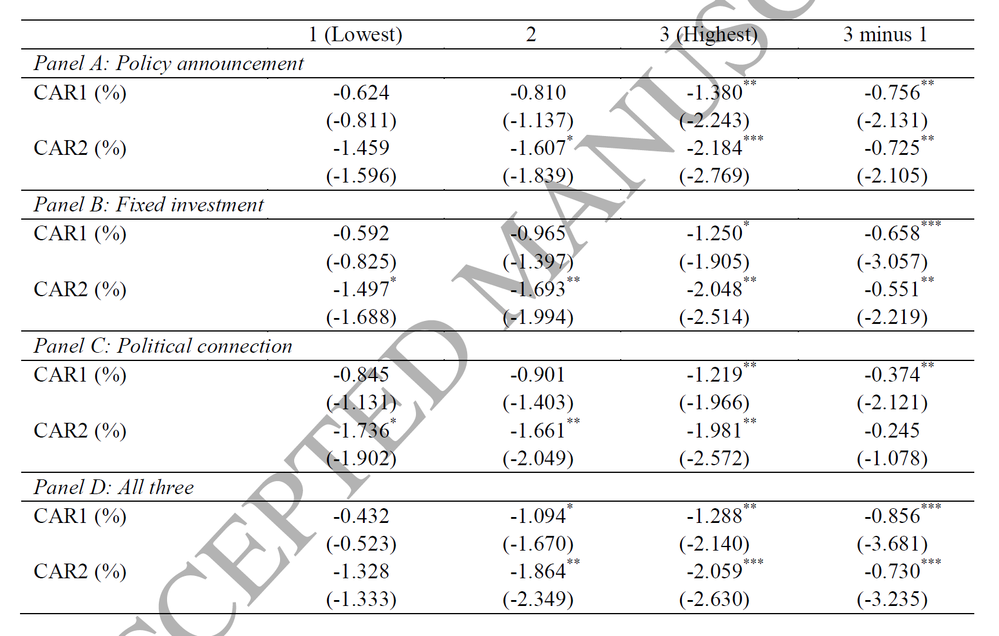 1 (Lowest) 2 3 (Highest) 3 minus 1
Panel A: Policy announcement
CAR1 (%) -0.624 -0.810 -1.380** -0.756**
(-0.811) (-1.137) (-2.243) (-2.131)
CAR2 (%) -1.459 -1.607* -2.184*** -0.725**
(-1.596) (-1.839) (-2.769) (-2.105)
Panel B: Fixed investment
CAR1 (%) -0.592 -0.965 -1.250* -0.658***
(-0.825) (-1.397) (-1.905) (-3.057)
CAR2 (%) -1.497* -1.693** -2.048** -0.551**
(-1.688) (-1.994) (-2.514) (-2.219)
Panel C: Political connection
CAR1 (%) -0.845 -0.901 -1.219** -0.374**
(-1.131) (-1.403) (-1.966) (-2.121)
CAR2 (%) -1.736* -1.661** -1.981** -0.245
(-1.902) (-2.049) (-2.572) (-1.078)
Panel D: All three
CAR1 (%) -0.432 -1.094* -1.288** -0.856***
(-0.523) (-1.670) (-2.140) (-3.681)
CAR2 (%) -1.328 -1.864** -2.059*** -0.730***
(-1.333) (-2.349) (-2.630) (-3.235)
CCEPTED MANUSC